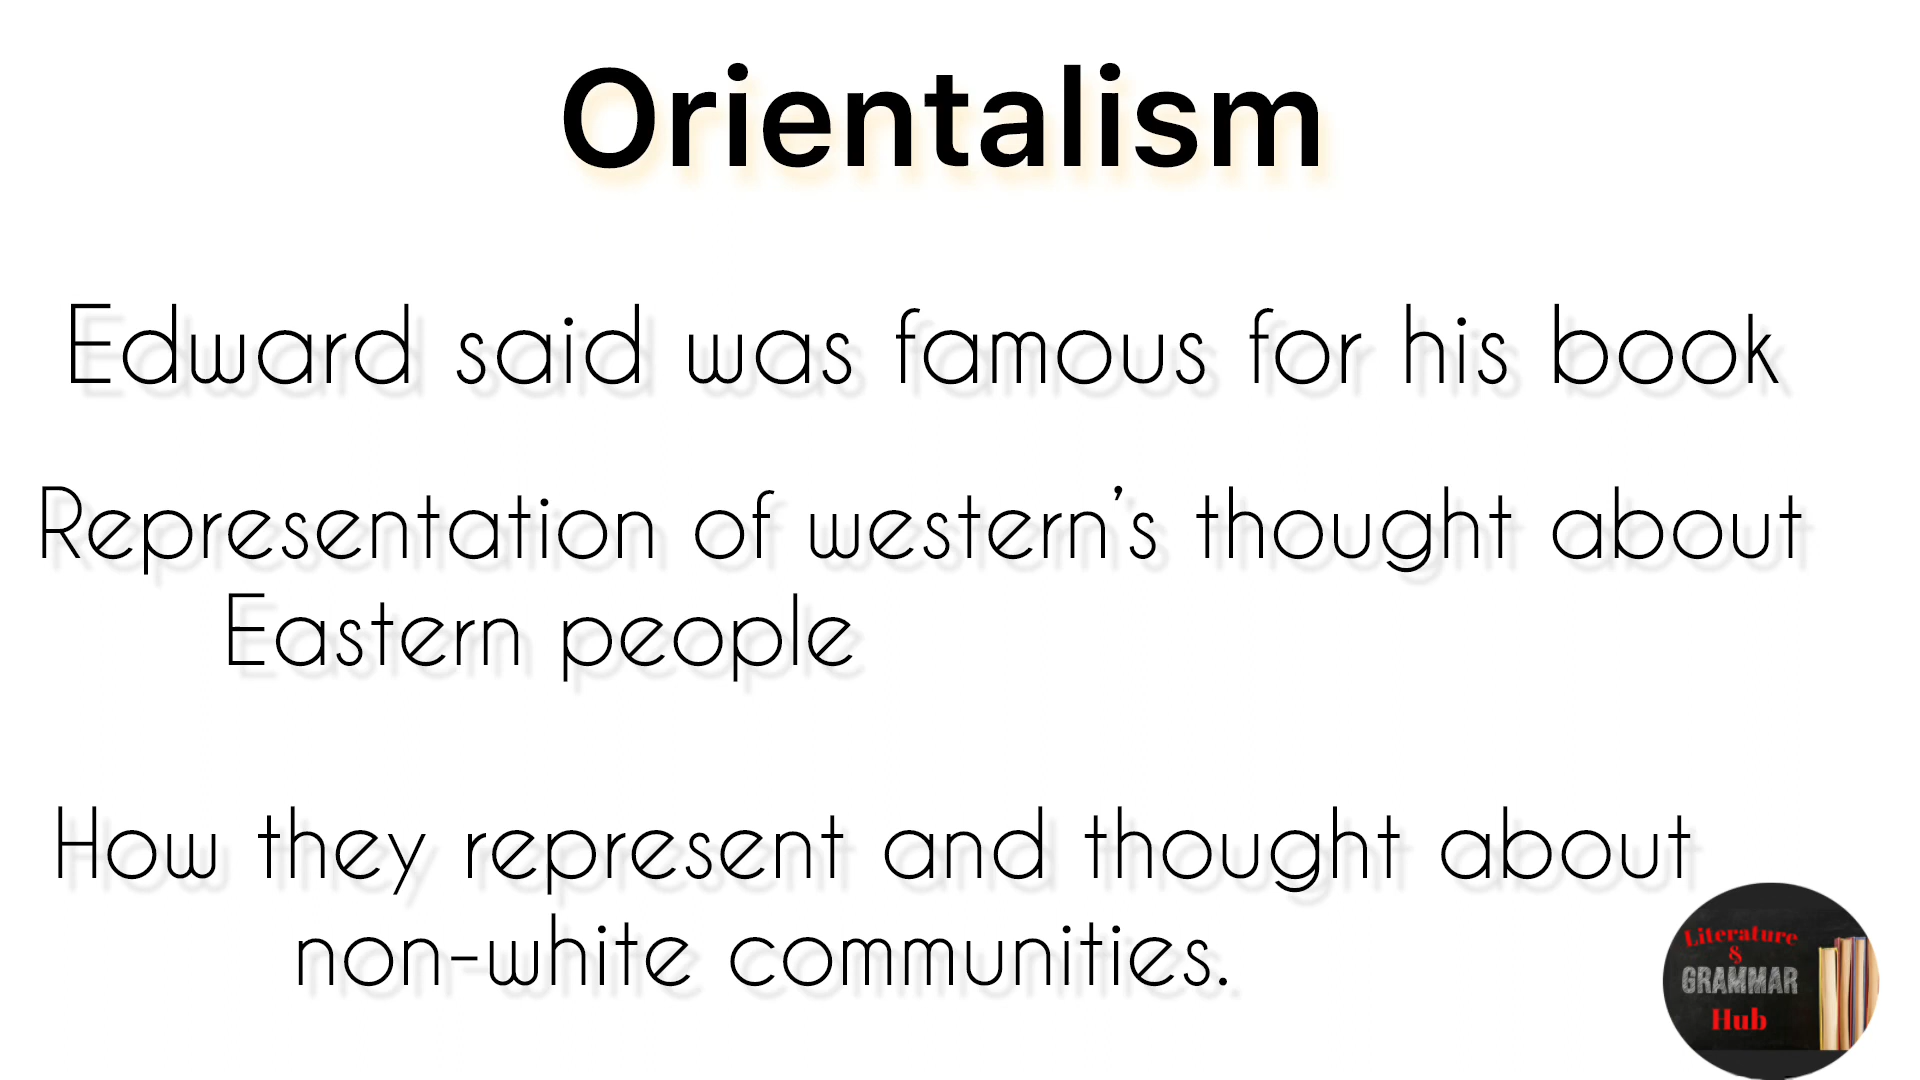 Orientalism
Edward said was famous for his book
Representation of western's thought about
Eastern people
How they represent and thought about
non-white communities.
Literature
&
GRAMMAR
Hub